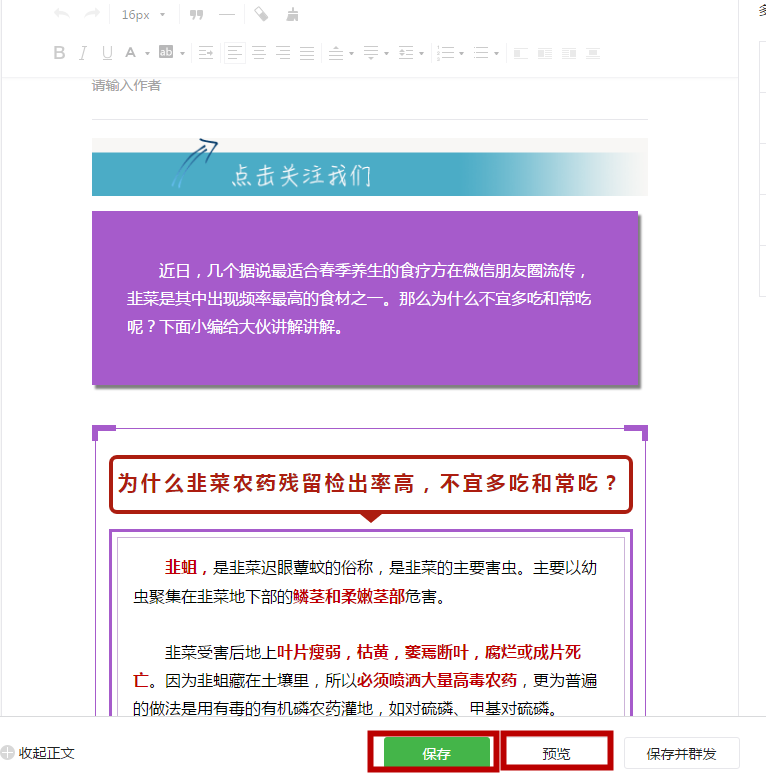 16px
B I U A ab
请输入作者
点击关注我们
近日，几个据说最适合春季养生的食疗方在微信朋友圈流传，
韭菜是其中出现频率最高的食材之一。那么为什么不宜多吃和常吃
呢？下面小编给大伙讲解讲解。
为什么韭菜农药残留检出率高，不宜多吃和常吃？
韭蛆，是韭菜迟眼蕈蚊的俗称，是韭菜的主要害虫。主要以幼
虫聚集在韭菜地下部的鳞茎和柔嫩茎部危害。
韭菜受害后地上叶片瘦弱，枯黄，萎焉断叶，腐烂或成片死
亡。因为韭蛆藏在土壤里，所以必须喷洒大量高毒农药，更为普遍
的做法是用有毒的有机磷农药灌地，如对硫磷、甲基对硫磷。
收起正文 保存 预览 保存并群发